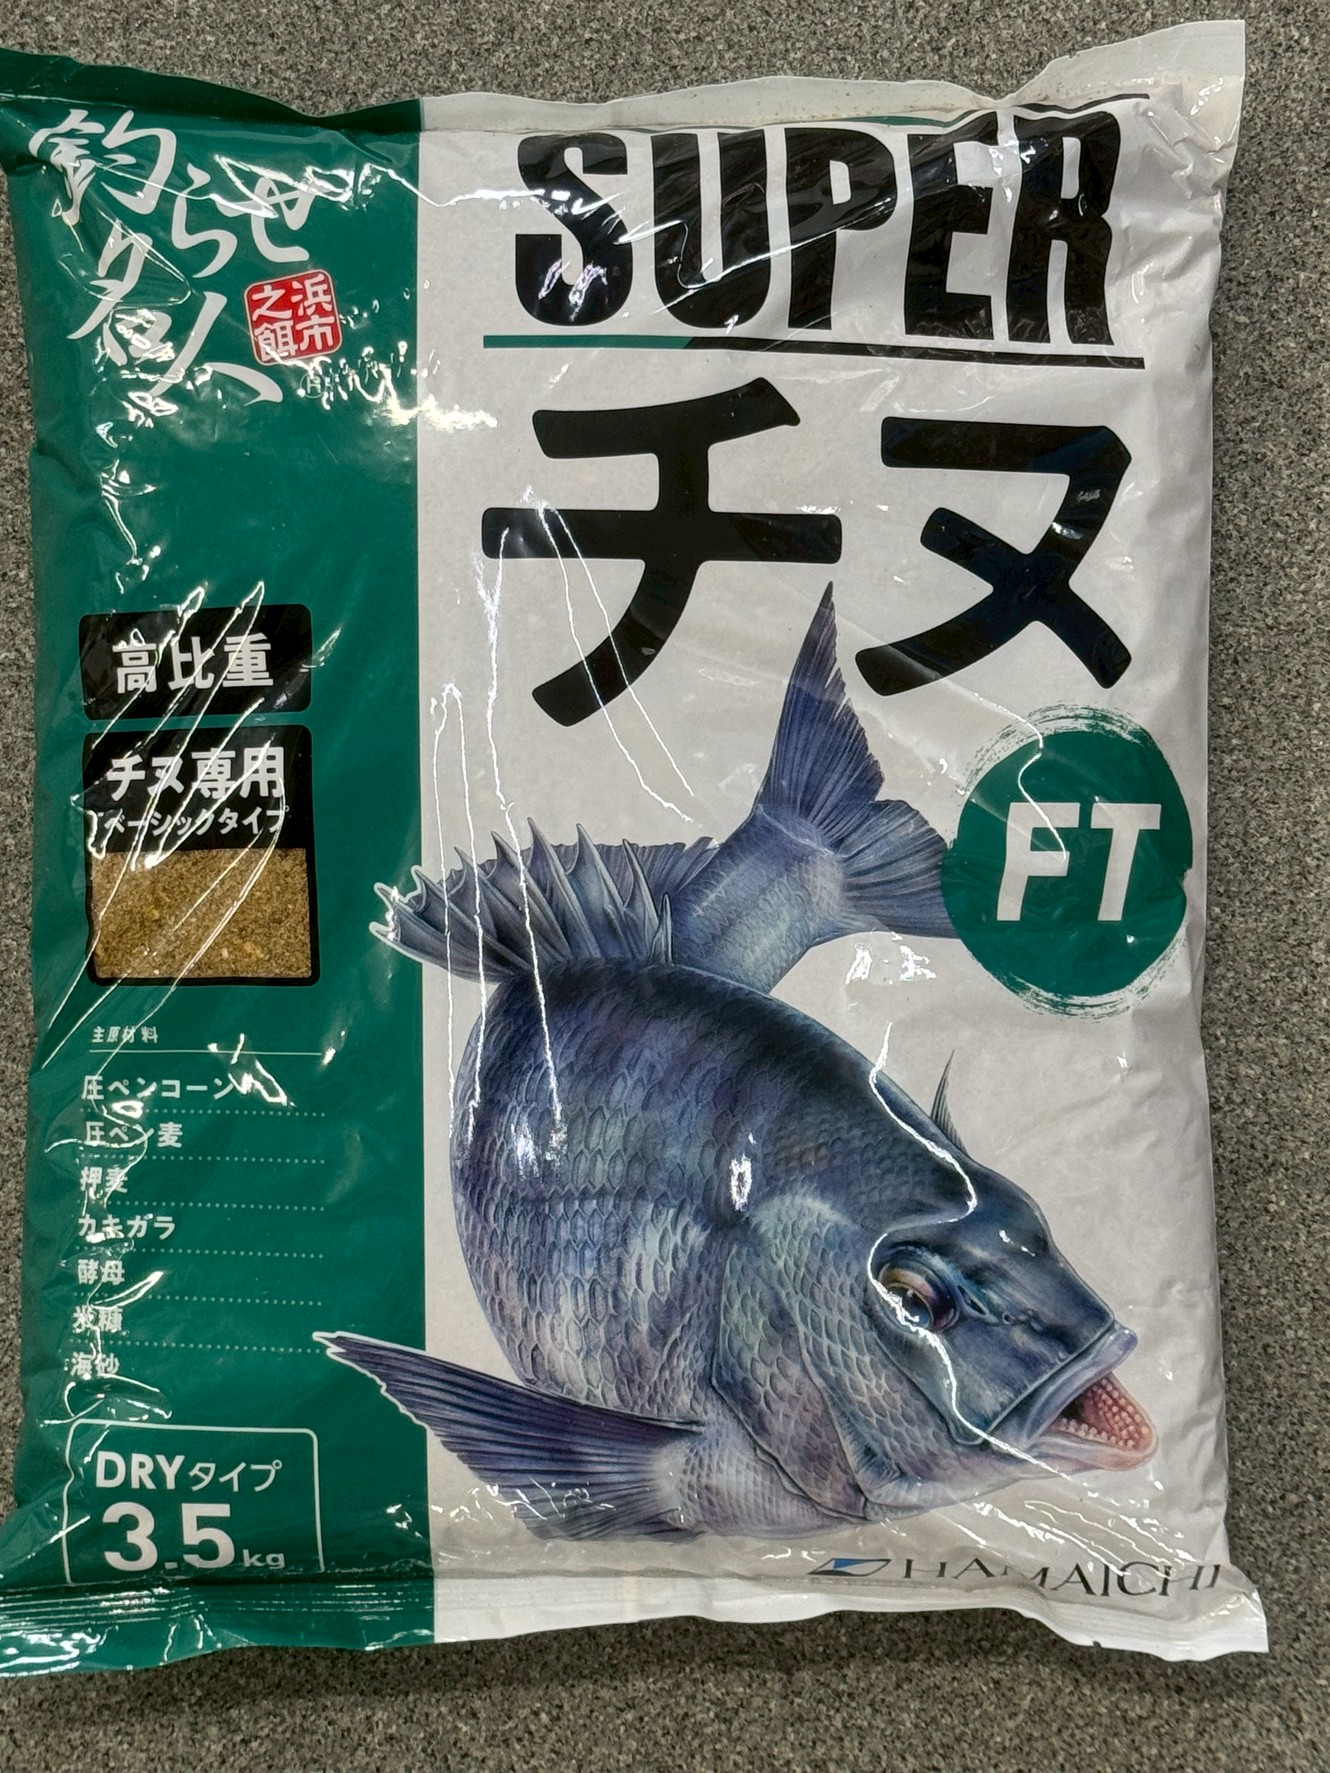 釣らせ
名人
浜市
之餌
SUPER
チヌ
FT
高比重
チヌ専用
ベーシックタイプ
主原材料
圧ペンコーン
圧ペン麦
押麦
カキガラ
酵母
米糠
海砂
DRYタイプ
3.5kg
HAMAICHI